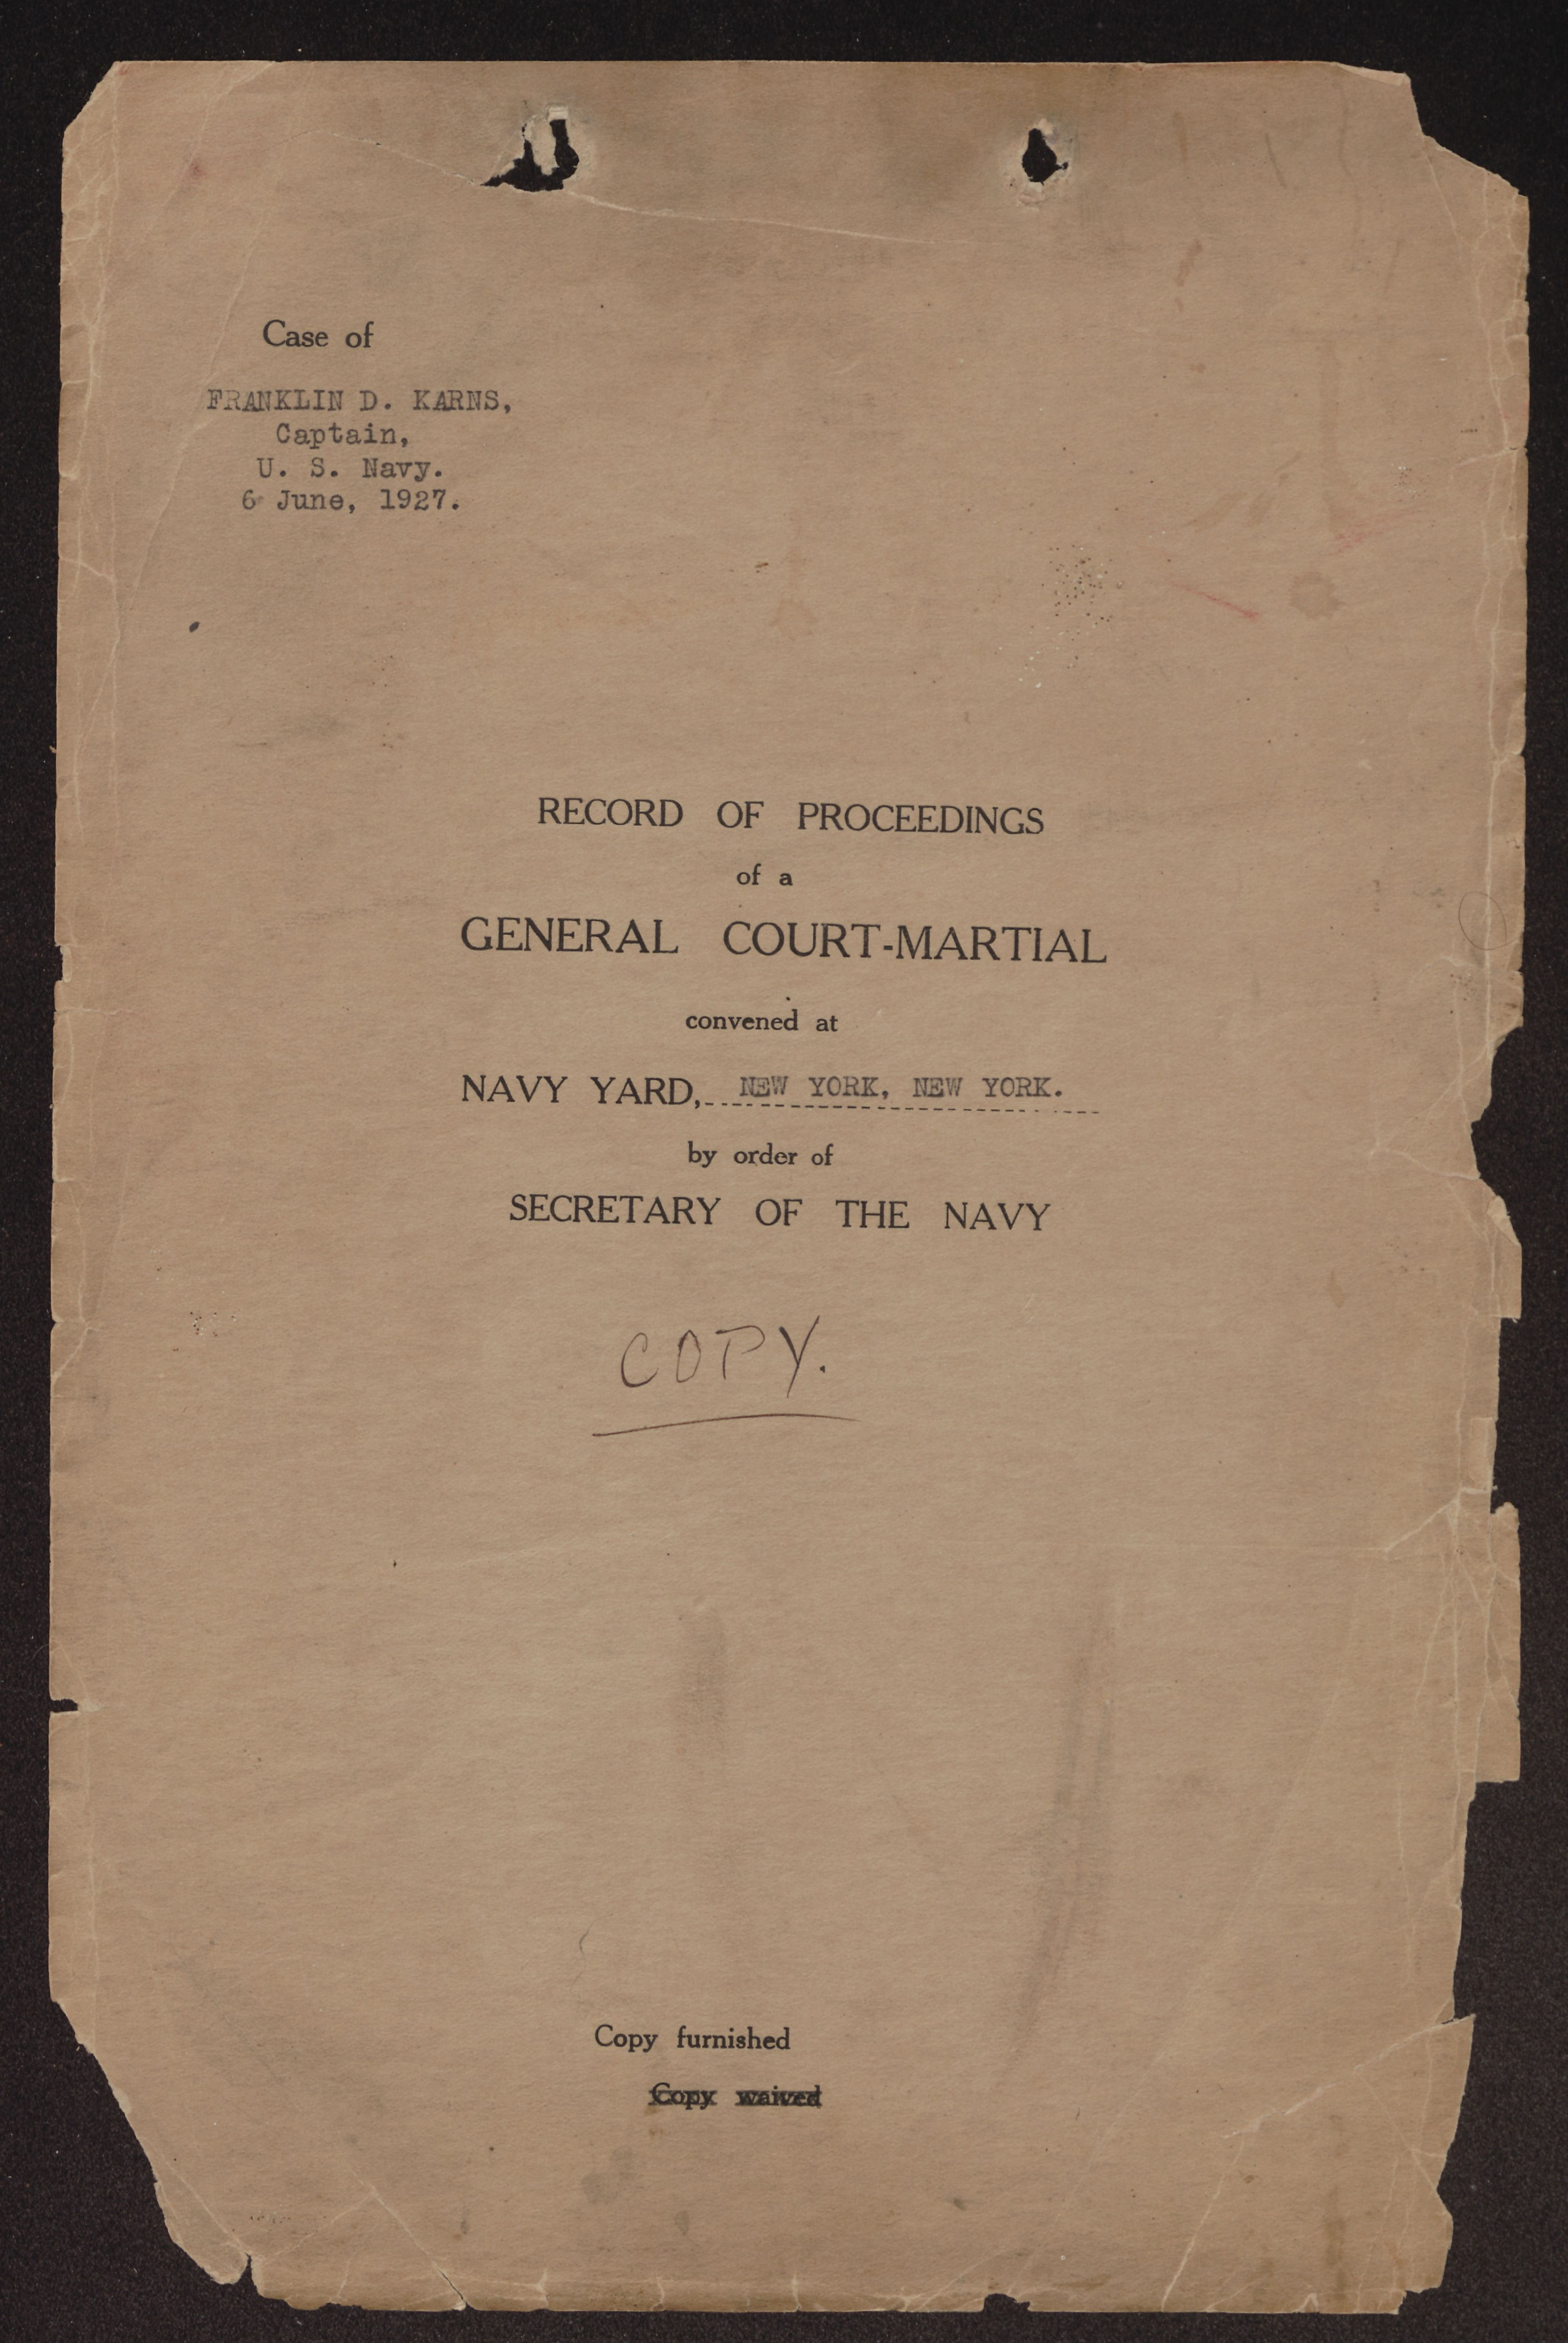 Case of
FRANKLIN D. KARNS,
Captain,
U. S. Navy.
6 June, 1927.
RECORD OF PROCEEDINGS
of a
GENERAL COURT-MARTIAL
convened at
NAVY YARD, NEW YORK, NEW YORK.
by order of
SECRETARY OF THE NAVY
COPY.
Copy furnished
Copy waived